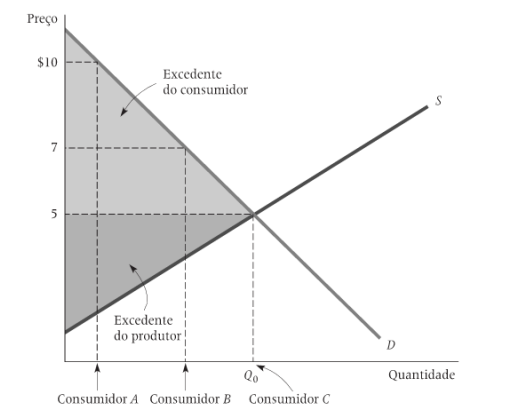 Preço
$10
Excedente
do consumidor
S
7
5
Excedente
do produtor
D
Q0
Quantidade
Consumidor A
Consumidor B
Consumidor C